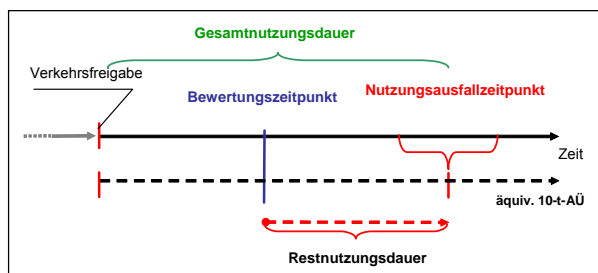 Gesamtnutzungsdauer
Verkehrsfreigabe
Bewertungszeitpunkt
Nutzungsausfallzeitpunkt
Zeit
äquiv. 10-t-AÜ
Restnutzungsdauer